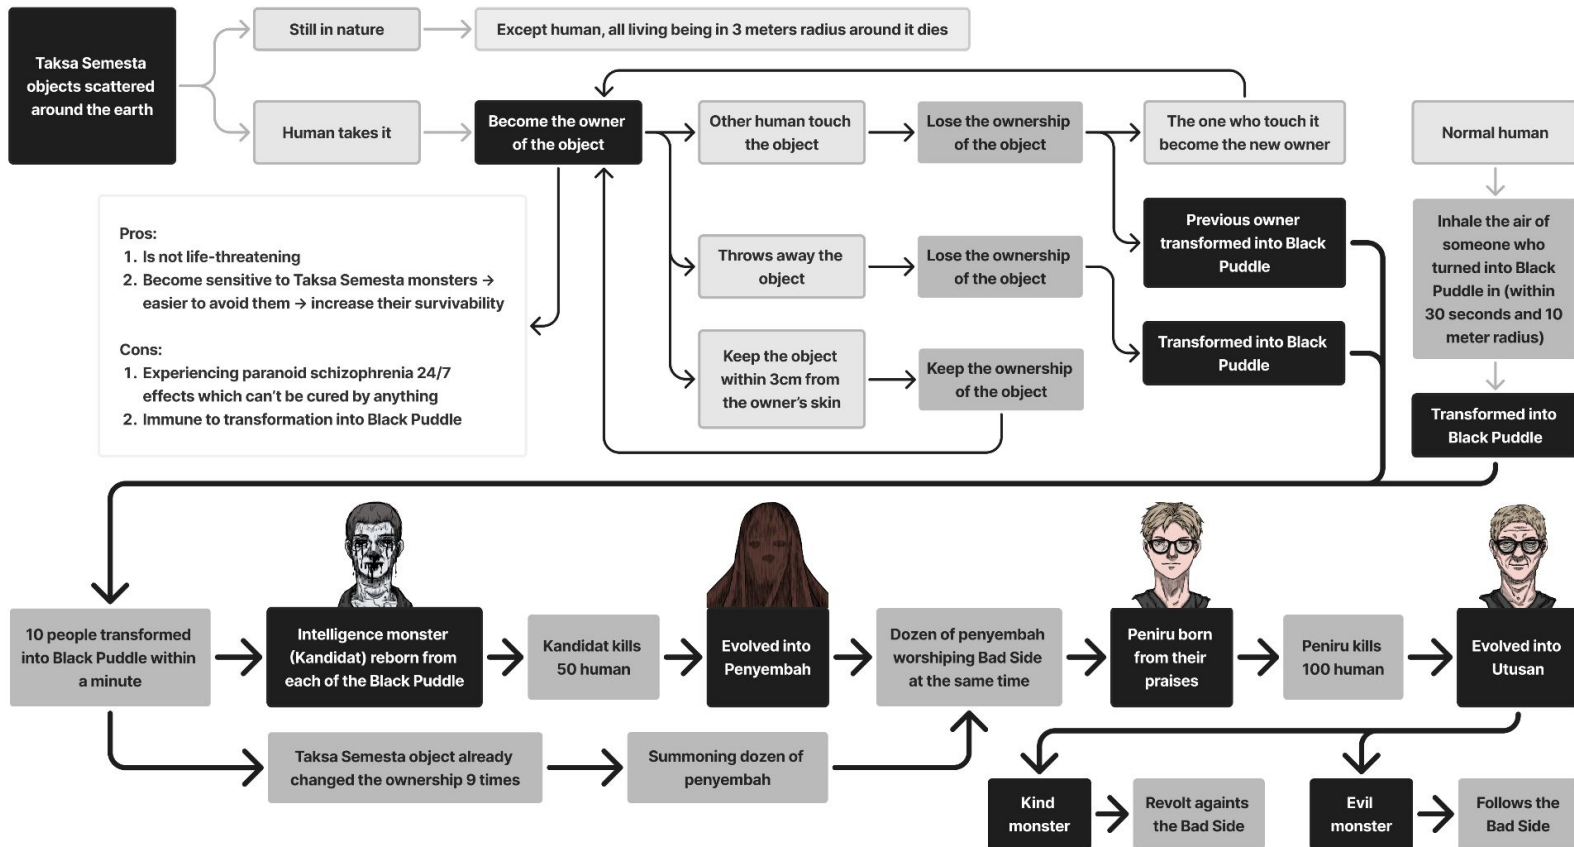 Taksa Semesta
objects scattered
around the earth
Still in nature
Except human, all living being in 3 meters radius around it dies
Human takes it
Become the owner
of the object
Other human touch
the object
Lose the ownership
of the object
The one who touch it
become the new owner
Normal human
Pros:
1. Is not life-threatening
2. Become sensitive to Taksa Semesta monsters →
easier to avoid them → increase their survivability
Cons:
1. Experiencing paranoid schizophrenia 24/7
effects which can't be cured by anything
2. Immune to transformation into Black Puddle
Throws away the
object
Lose the ownership
of the object
Keep the object
within 3cm from
the owner's skin
Keep the ownership
of the object
Previous owner
transformed into Black
Puddle
Transformed into Black
Puddle
Inhale the air of
someone who
turned into Black
Puddle in (within
30 seconds and 10
meter radius)
Transformed into
Black Puddle
10 people transformed
into Black Puddle within
a minute
Intelligence monster
(Kandidat) reborn from
each of the Black Puddle
Kandidat kills
50 human
Evolved into
Penyembah
Dozen of penyembah
worshiping Bad Side
at the same time
Peniru born
from their
praises
Peniru kills
100 human
Evolved into
Utusan
Taksa Semesta object already
changed the ownership 9 times
Summoning dozen of
penyembah
Kind
monster
Revolt againts
the Bad Side
Evil
monster
Follows the
Bad Side